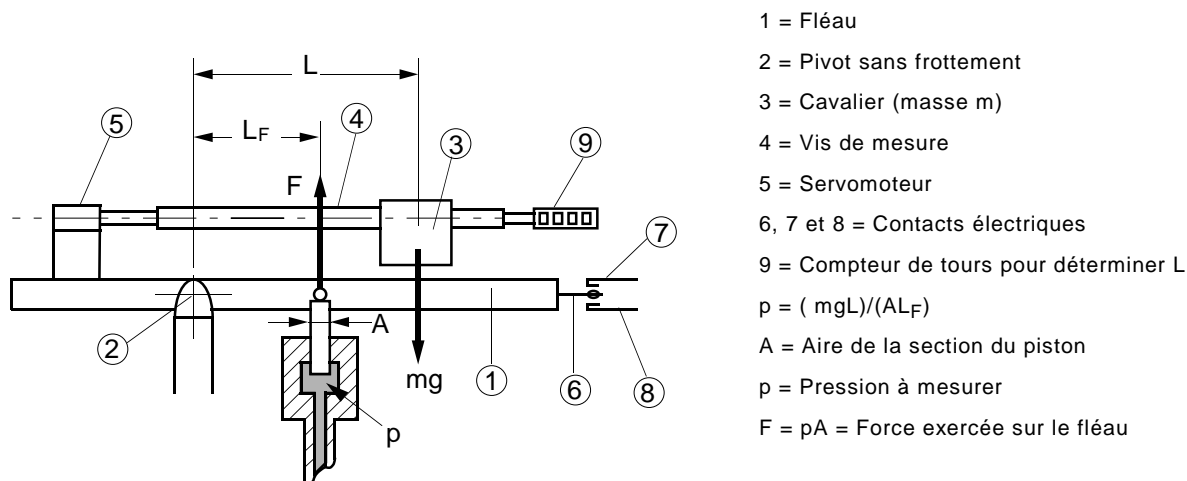 L
LF
F
A
mg
p
5
4
3
9
7
2
1
6
8
1 = Fléau
2 = Pivot sans frottement
3 = Cavalier (masse m)
4 = Vis de mesure
5 = Servomoteur
6, 7 et 8 = Contacts électriques
9 = Compteur de tours pour déterminer L
p = ( mgL)/(ALF)
A = Aire de la section du piston
p = Pression à mesurer
F = pA = Force exercée sur le fléau